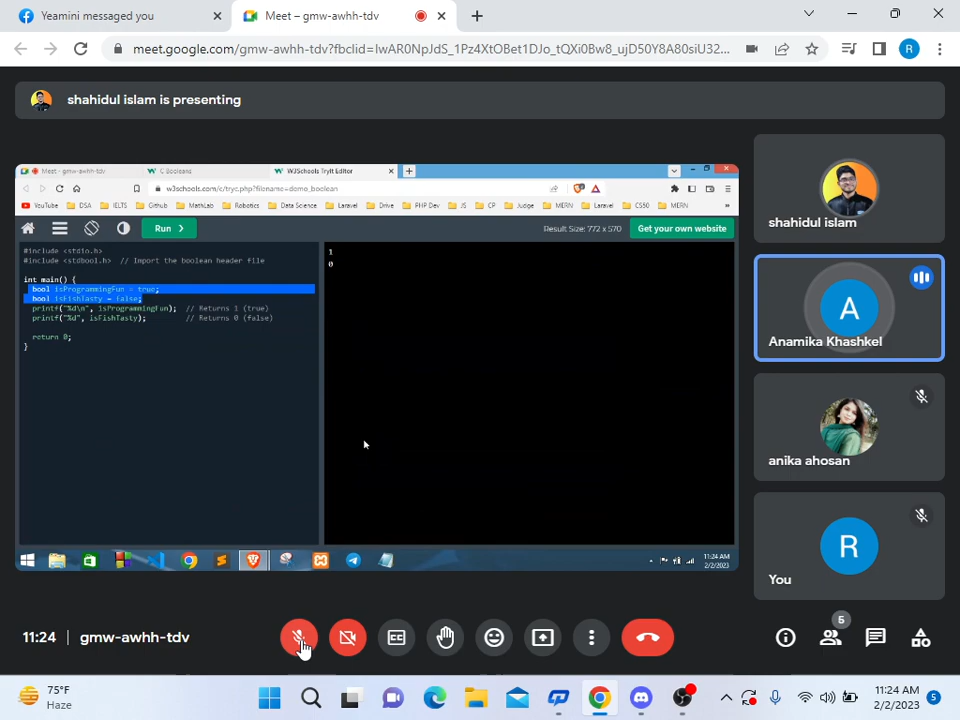 Yeamini messaged you
Meet – gmw-awhh-tdv
meet.google.com/gmw-awhh-tdv?fbclid=IwAR0NpJdS_1Pz4XtOBet1DJo_tQXi0Bw8_ujD50Y8A80siU32...
R
shahidul islam is presenting
Meet - gmw-awhh-tdv
C Booleans
W3Schools Tryit Editor
w3schools.com/c/tryc.php?filename=demo_boolean
YouTube DSA IELTS Github MathLab Robotics Data Science Laravel Drive PHP Dev JS CP Judge MERN Laravel CS50 MERN
Run ❯
Result Size: 772 x 570
Get your own website
#include <stdio.h>
#include <stdbool.h> // Import the boolean header file
int main() {
bool isProgrammingFun = true;
bool isFishTasty = false;
printf("%d\n", isProgrammingFun); // Returns 1 (true)
printf("%d", isFishTasty); // Returns 0 (false)
return 0;
}
1
0
11:24 AM
2/2/2023
shahidul islam
A
Anamika Khashkel
anika ahosan
R
You
11:24 | gmw-awhh-tdv
5
75°F
Haze
11:24 AM
2/2/2023
5